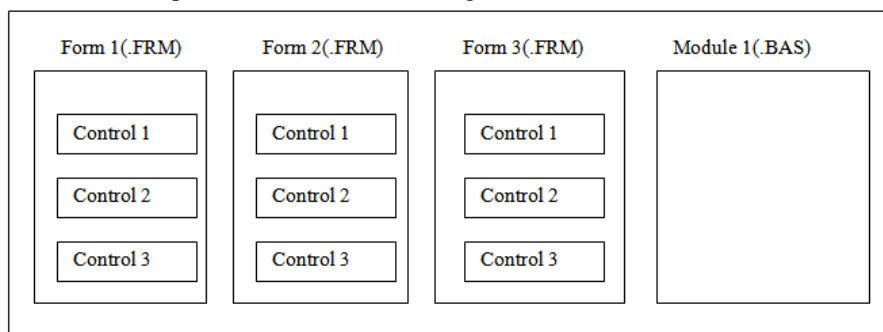 Form 1(.FRM)
Form 2(.FRM)
Form 3(.FRM)
Module 1(.BAS)
Control 1
Control 1
Control 1
Control 2
Control 2
Control 2
Control 3
Control 3
Control 3